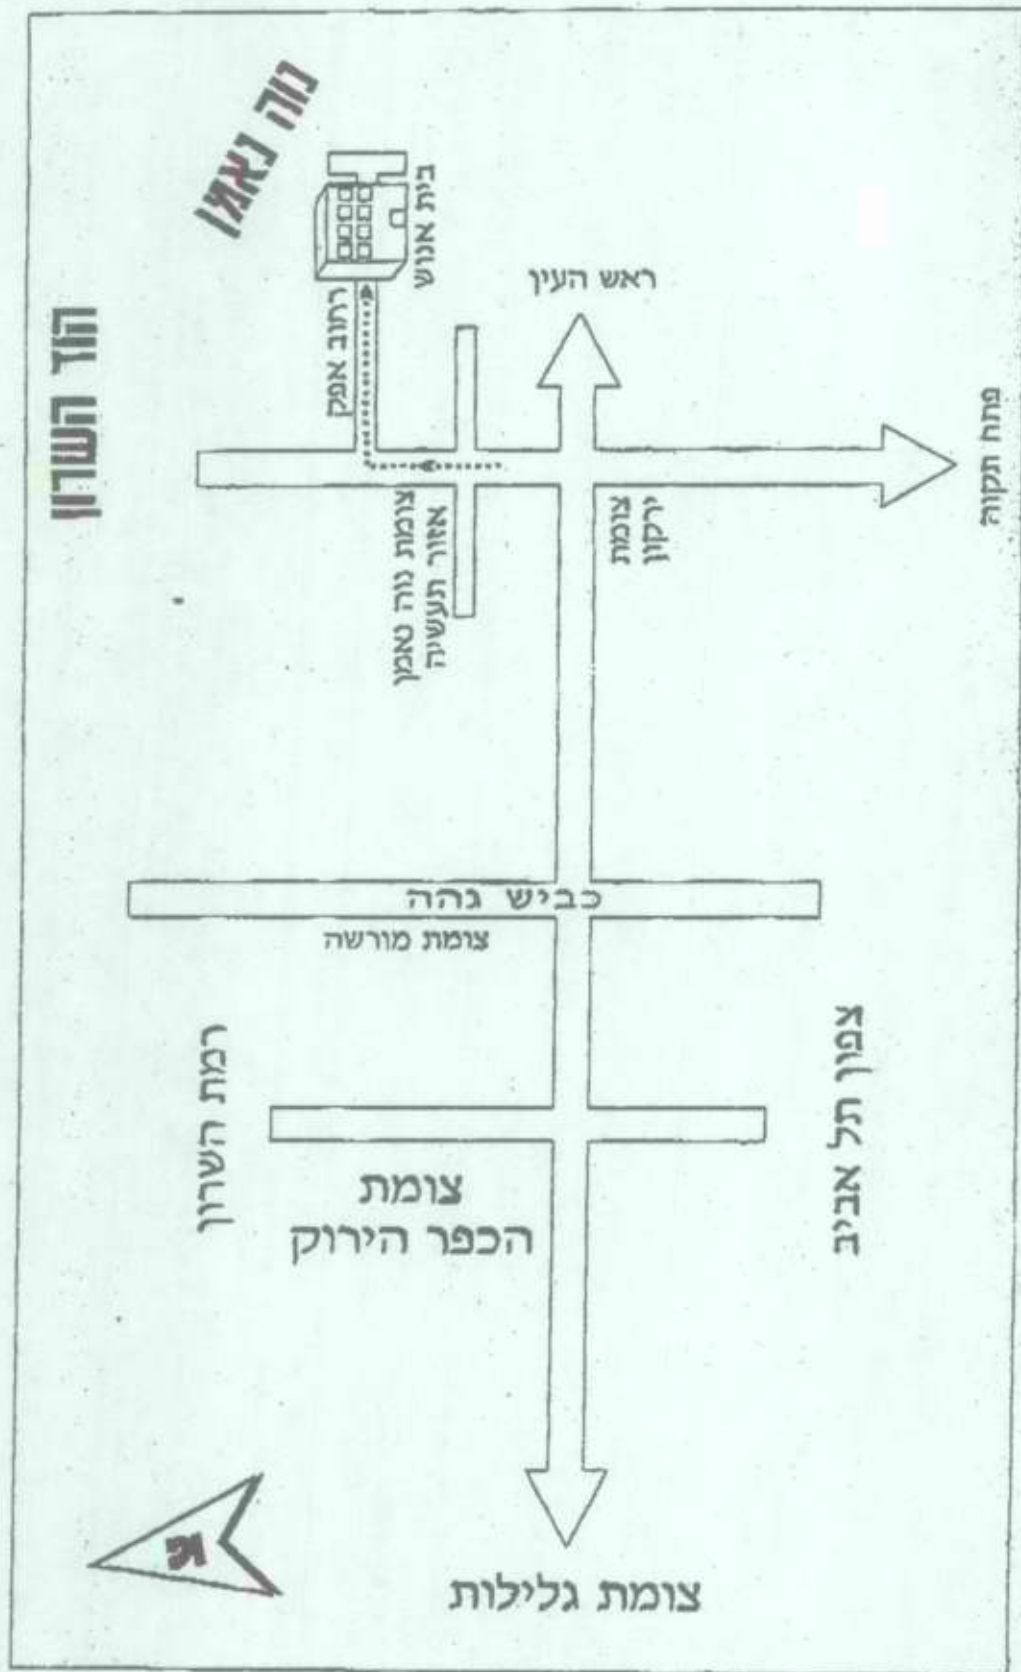 נוה נאמן
הוד השרון
בית אנוש
רחוב אפק
ראש העין
פתח תקוה
צומת
ירקון
צומת נוה נאמן
אזור תעשיה
כביש גהה
צומת מורשה
רמת השרון
צפון תל אביב
צומת
הכפר הירוק
צומת גלילות
צפ